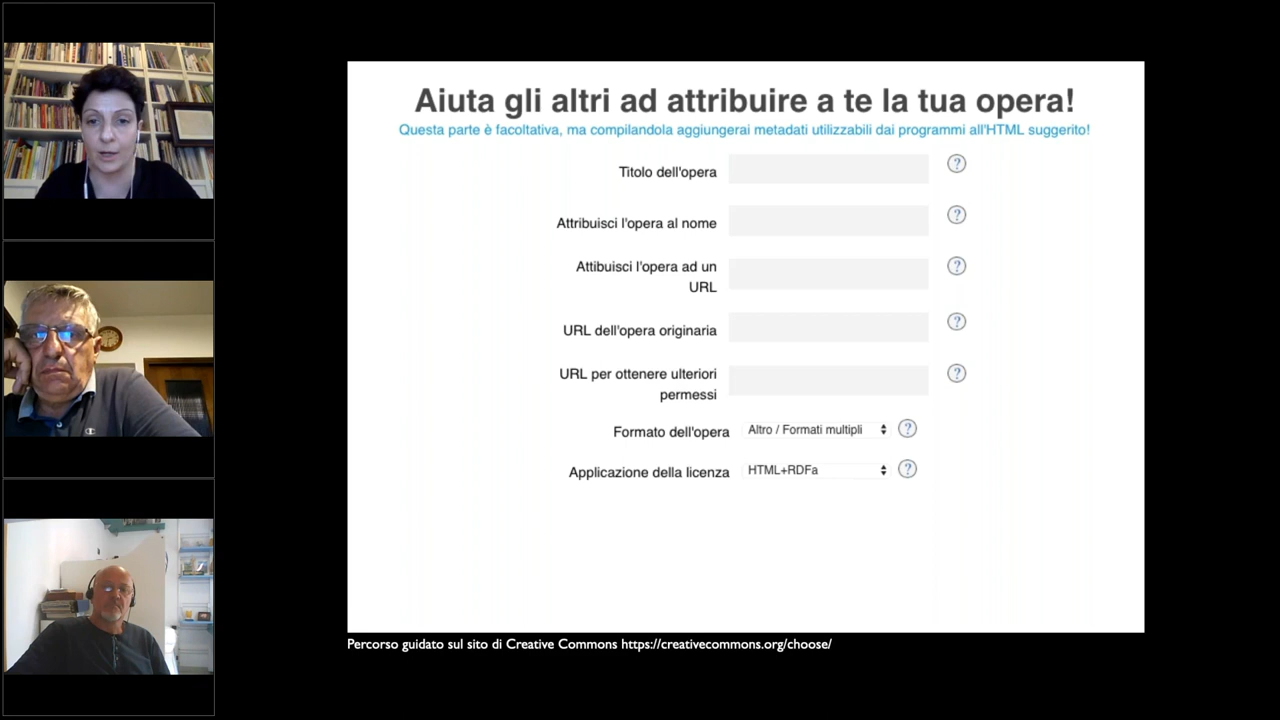 Aiuta gli altri ad attribuire a te la tua opera!
Questa parte è facoltativa, ma compilandola aggiungerai metadati utilizzabili dai programmi all'HTML suggerito!
Titolo dell'opera
?
Attribuisci l'opera al nome
?
Attibuisci l'opera ad un
URL
?
URL dell'opera originaria
?
URL per ottenere ulteriori
permessi
?
Formato dell'opera Altro / Formati multipli ?
Applicazione della licenza HTML+RDFa ?
Percorso guidato sul sito di Creative Commons https://creativecommons.org/choose/